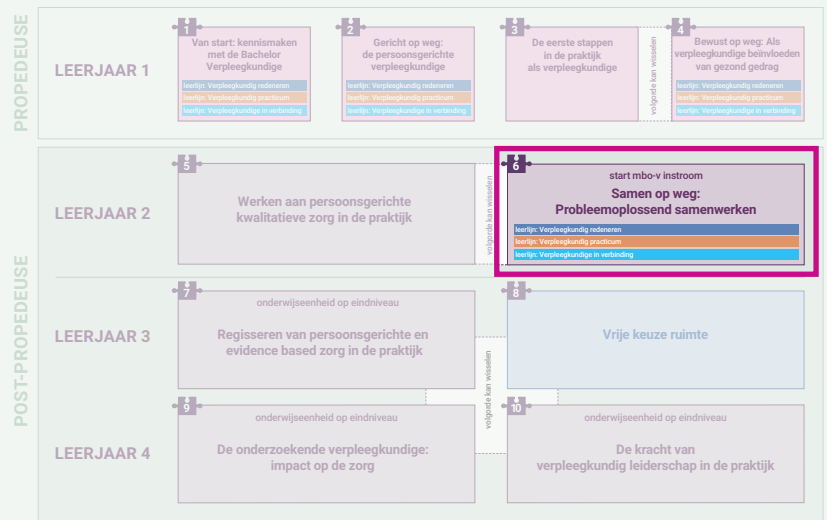 PROPEDEUSE
LEERJAAR 1
1
Van start: kennismaken
met de Bachelor
Verpleegkundige
leerlijn: Verpleegkundig redeneren
leerlijn: Verpleegkundig practicum
leerlijn: Verpleegkundige in verbinding
2
Gericht op weg:
de persoonsgerichte
verpleegkundige
leerlijn: Verpleegkundig redeneren
leerlijn: Verpleegkundig practicum
leerlijn: Verpleegkundige in verbinding
3
De eerste stappen
in de praktijk
als verpleegkundige
volgorde kan wisselen
4
Bewust op weg: Als
verpleegkundige beïnvloeden
van gezond gedrag
leerlijn: Verpleegkundig redeneren
leerlijn: Verpleegkundig practicum
leerlijn: Verpleegkundige in verbinding
POST-PROPEDEUSE
LEERJAAR 2
5
Werken aan persoonsgerichte
kwalitatieve zorg in de praktijk
volgorde kan wisselen
6
start mbo-v instroom
Samen op weg:
Probleemoplossend samenwerken
leerlijn: Verpleegkundig redeneren
leerlijn: Verpleegkundig practicum
leerlijn: Verpleegkundige in verbinding
LEERJAAR 3
7
onderwijseenheid op eindniveau
Regisseren van persoonsgerichte en
evidence based zorg in de praktijk
8
Vrije keuze ruimte
volgorde kan wisselen
LEERJAAR 4
9
onderwijseenheid op eindniveau
De onderzoekende verpleegkundige:
impact op de zorg
10
onderwijseenheid op eindniveau
De kracht van
verpleegkundig leiderschap in de praktijk